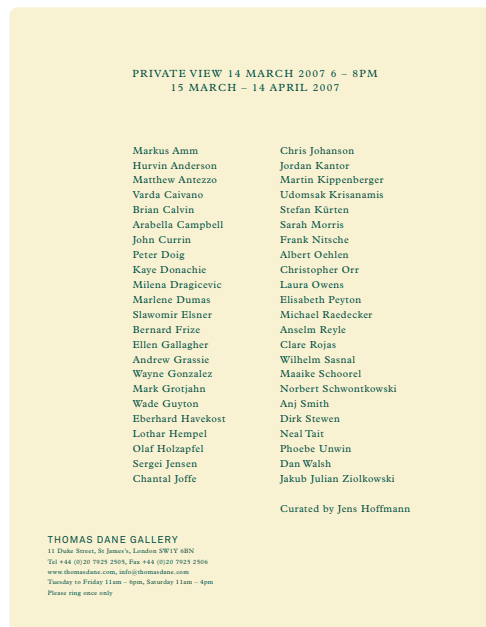 PRIVATE VIEW 14 MARCH 2007 6 – 8PM
15 MARCH – 14 APRIL 2007
Markus Amm
Hurvin Anderson
Matthew Antezzo
Varda Caivano
Brian Calvin
Arabella Campbell
John Currin
Peter Doig
Kaye Donachie
Milena Dragicevic
Marlene Dumas
Slawomir Elsner
Bernard Frize
Ellen Gallagher
Andrew Grassie
Wayne Gonzalez
Mark Grotjahn
Wade Guyton
Eberhard Havekost
Lothar Hempel
Olaf Holzapfel
Sergei Jensen
Chantal Joffe
Chris Johanson
Jordan Kantor
Martin Kippenberger
Udomsak Krisanamis
Stefan Kürten
Sarah Morris
Frank Nitsche
Albert Oehlen
Christopher Orr
Laura Owens
Elisabeth Peyton
Michael Raedecker
Anselm Reyle
Clare Rojas
Wilhelm Sasnal
Maaike Schoorel
Norbert Schwontkowski
Anj Smith
Dirk Stewen
Neal Tait
Phoebe Unwin
Dan Walsh
Jakub Julian Ziolkowski
Curated by Jens Hoffmann
THOMAS DANE GALLERY
11 Duke Street, St James's, London SW1Y 6BN
Tel +44 (0)20 7925 2505, Fax +44 (0)20 7925 2506
www.thomasdane.com, info@thomasdane.com
Tuesday to Friday 11am – 6pm, Saturday 11am – 4pm
Please ring once only